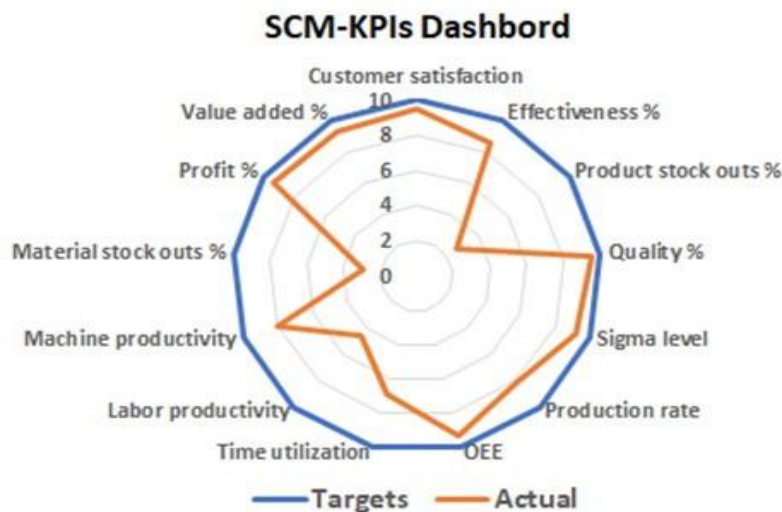 SCM-KPIs Dashbord
Customer satisfaction
Value added %
10
Effectiveness %
8
Profit %
Product stock outs %
6
4
Material stock outs %
2
Quality %
0
Machine productivity
Sigma level
Labor productivity
Production rate
Time utilization
OEE
Targets
Actual